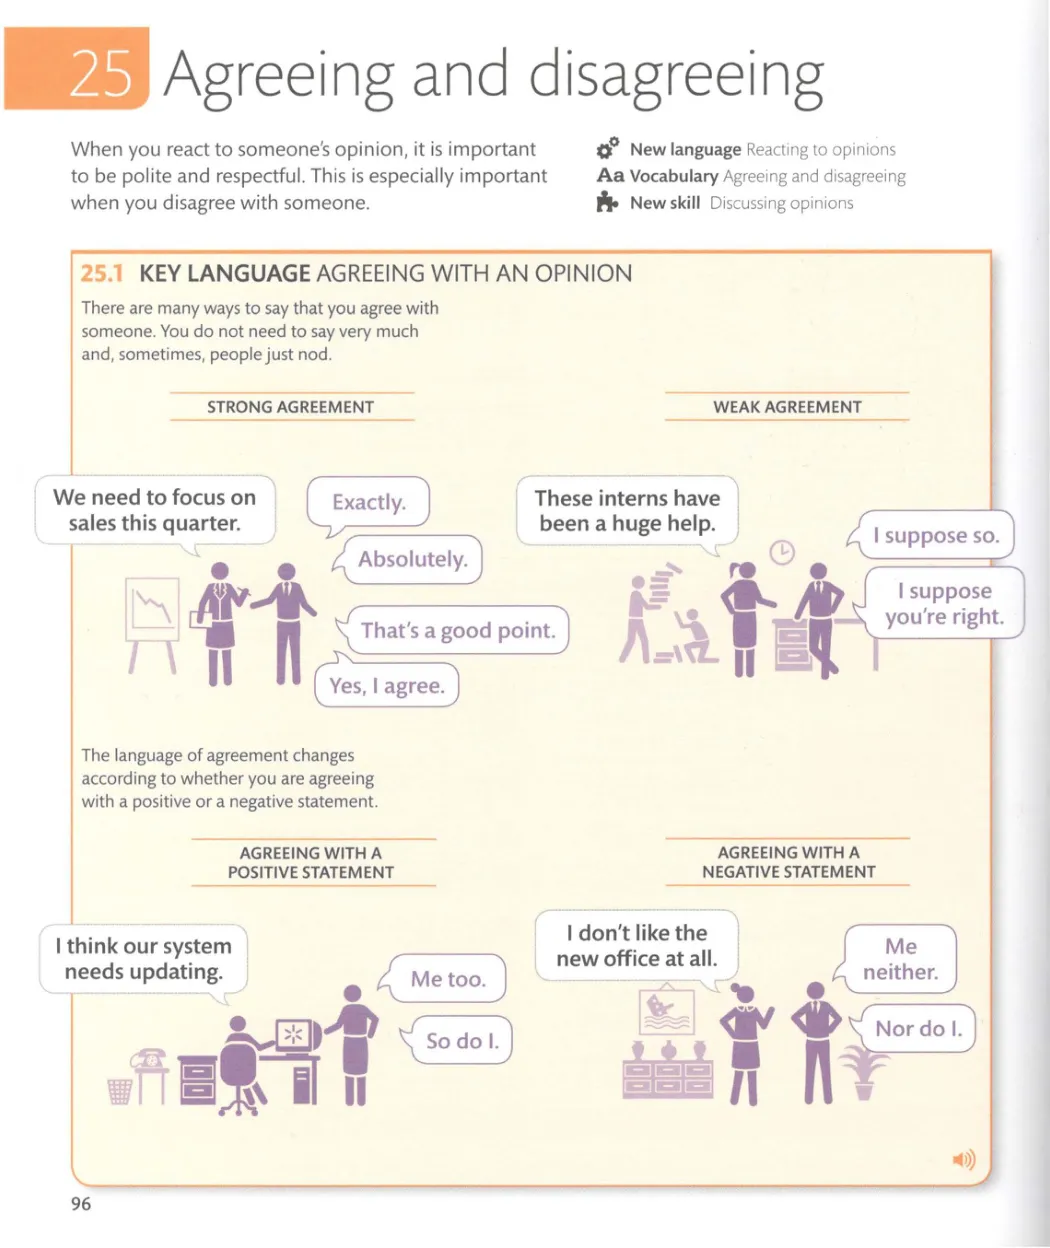 25 Agreeing and disagreeing
When you react to someone's opinion, it is important
to be polite and respectful. This is especially important
when you disagree with someone.
New language Reacting to opinions
Aa Vocabulary Agreeing and disagreeing
New skill Discussing opinions
25.1 KEY LANGUAGE AGREEING WITH AN OPINION
There are many ways to say that you agree with
someone. You do not need to say very much
and, sometimes, people just nod.
STRONG AGREEMENT
We need to focus on
sales this quarter.
Exactly.
Absolutely.
That's a good point.
Yes, I agree.
WEAK AGREEMENT
These interns have
been a huge help.
I suppose so.
I suppose
you're right.
The language of agreement changes
according to whether you are agreeing
with a positive or a negative statement.
AGREEING WITH A
POSITIVE STATEMENT
I think our system
needs updating.
Me too.
So do I.
AGREEING WITH A
NEGATIVE STATEMENT
I don't like the
new office at all.
Me
neither.
Nor do I.
96